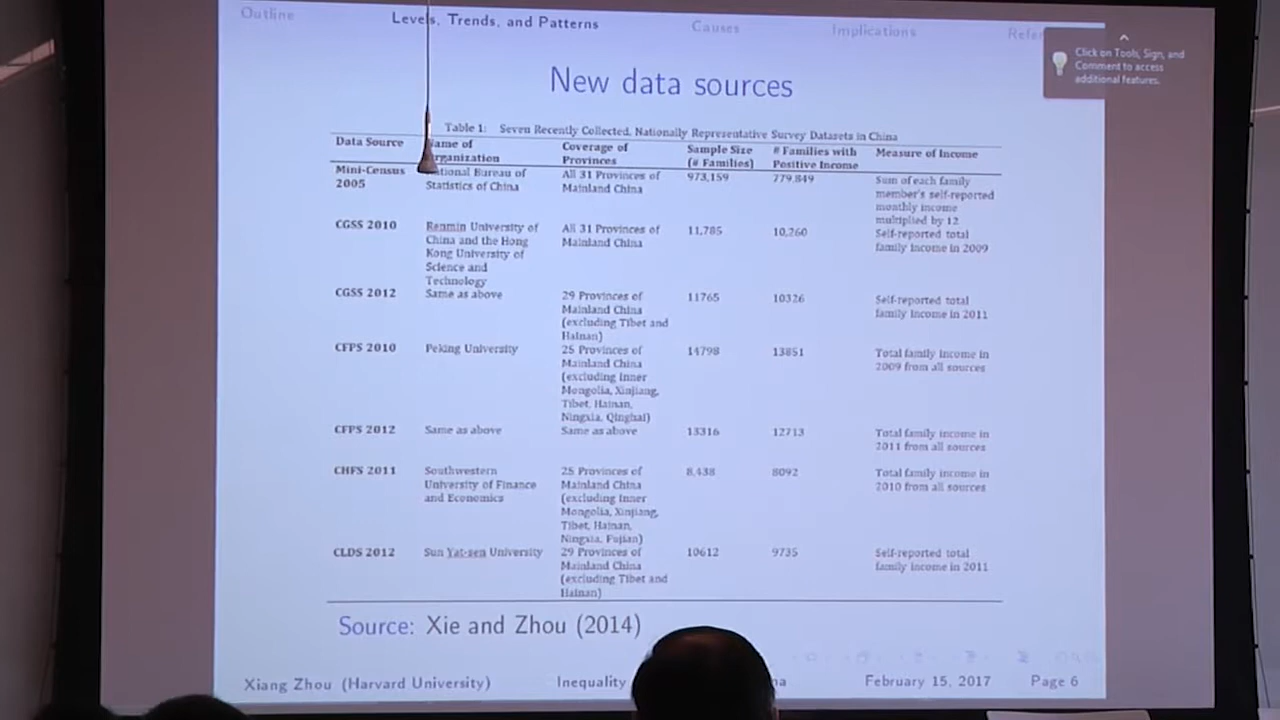 Outline Levels, Trends, and Patterns Causes Implications
Click on Tools, Sign, and
Comment to access
additional features.
New data sources
Table 1: Seven Recently Collected, Nationally Representative Survey Datasets in China
Data Source
of
Coverage of
Provinces
Sample Size
(# Families)
# Families with
Positive Income
Measure of Income
Mini-Census
2005
Bureau of
Statistics of China
All 31 Provinces of
Mainland China
973,159
779,849
Sum of each family
member's self-reported
monthly income
multiplied by 12
CGSS 2010
Renmin University of
China and the Hong
Kong University of
Science and
Technology
All 31 Provinces of
Mainland China
11,785
10,260
Self-reported total
family income in 2009
CGSS 2012
Same as above
29 Provinces of
Mainland China
(excluding Tibet and
Hainan)
11765
10326
Self-reported total
family income in 2011
CFPS 2010
Peking University
25 Provinces of
Mainland China
(excluding Inner
Mongolia, Xinjiang,
Tibet, Hainan,
Ningxia, Qinghai)
14798
13851
Total family income in
2009 from all sources
CFPS 2012
Same as above
Same as above
13316
12713
Total family income in
2011 from all sources
CHFS 2011
Southwestern
University of Finance
and Economics
25 Provinces of
Mainland China
(excluding Inner
Mongolia, Xinjiang,
Tibet, Hainan,
Ningxia, Fujian)
8,438
8092
Total family income in
2010 from all sources
CLDS 2012
Sun Yat-sen University
29 Provinces of
Mainland China
(excluding Tibet and
Hainan)
10612
9735
Self-reported total
family income in 2011
Source: Xie and Zhou (2014)
Xiang Zhou (Harvard University) Inequality February 15, 2017 Page 6